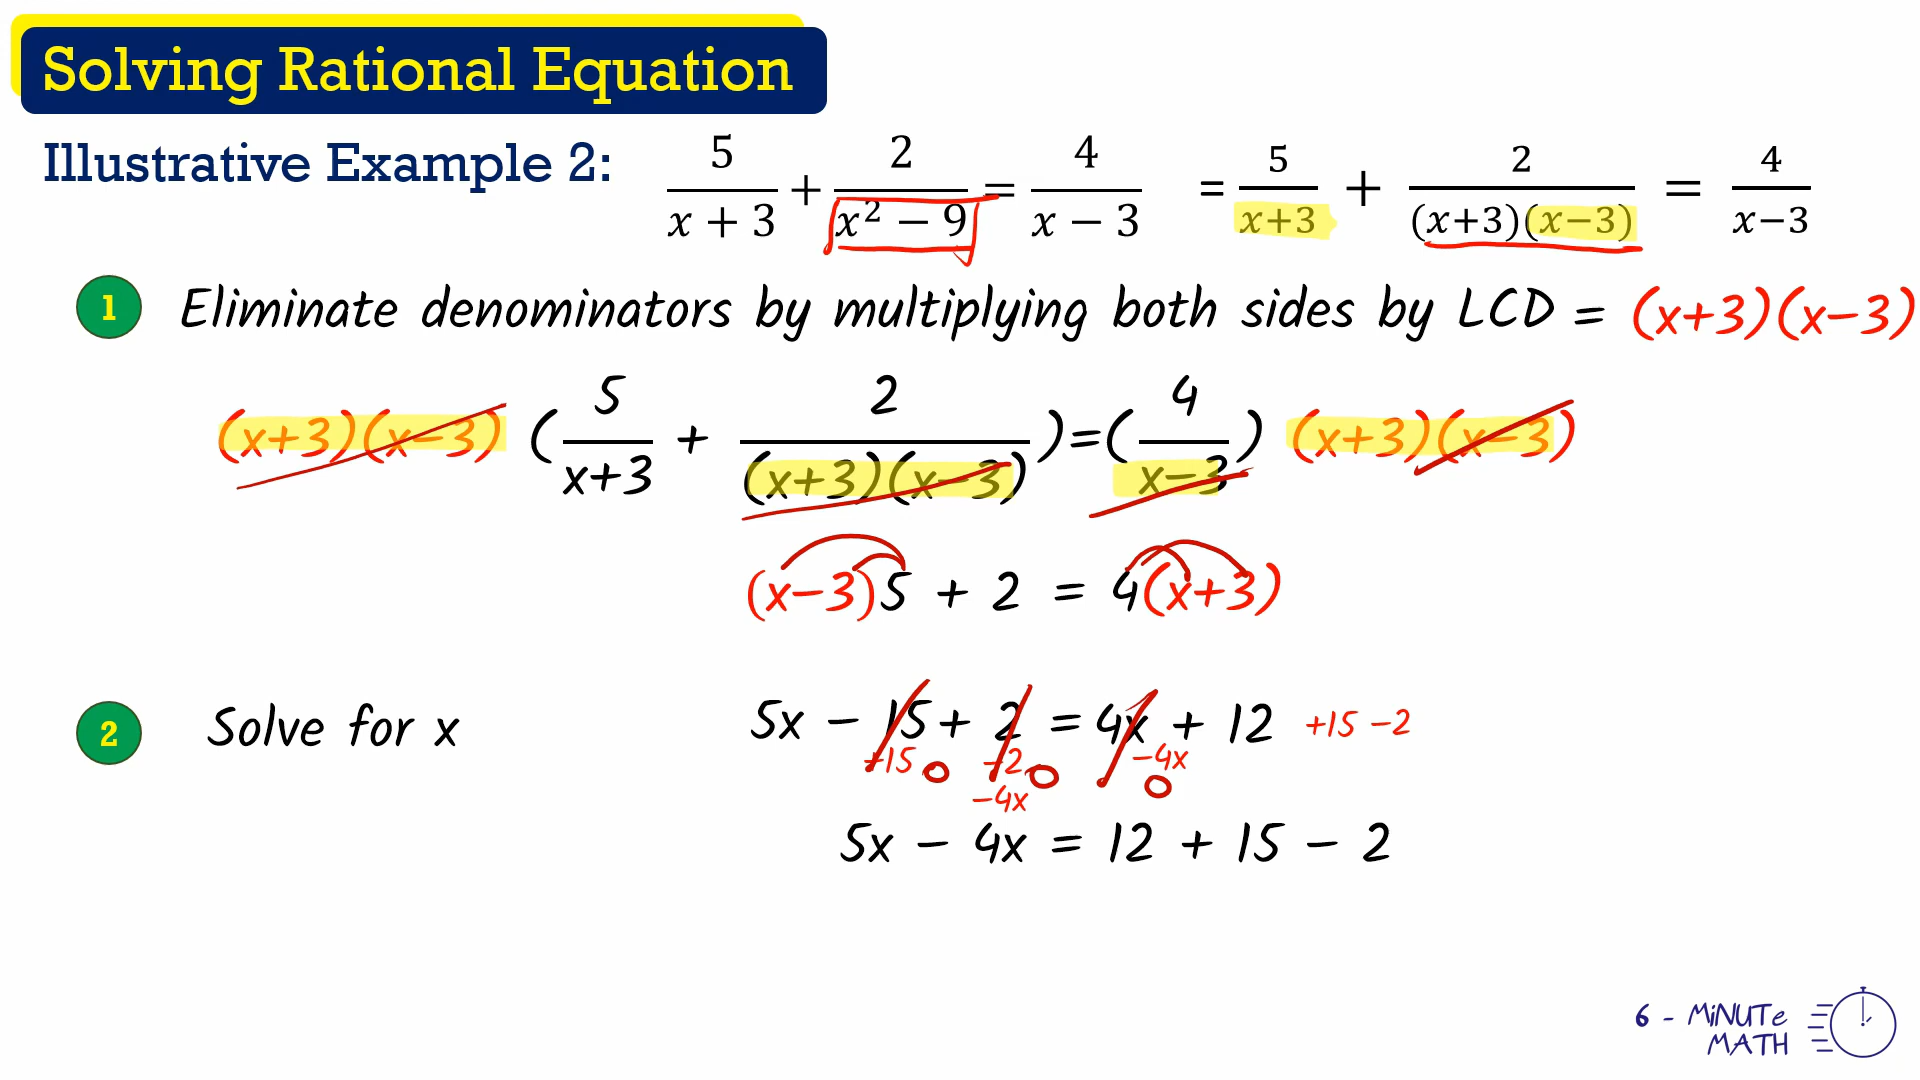 Solving Rational Equation
Illustrative Example 2: 5/(x + 3) + 2/(x² − 9) = 4/(x − 3) = 5/(x+3) + 2/((x+3)(x−3)) = 4/(x−3)
1 Eliminate denominators by multiplying both sides by LCD = (x+3)(x−3)
(x+3)(x−3) (5/(x+3) + 2/((x+3)(x−3))) = (4/(x−3)) (x+3)(x−3)
(x−3)5 + 2 = 4(x+3)
2 Solve for x 5x − 15 + 2 = 4x + 12 +15 −2
+15 0 −2 0 −4x
−4x 0
5x − 4x = 12 + 15 − 2
6 - MiNUTe
MATH